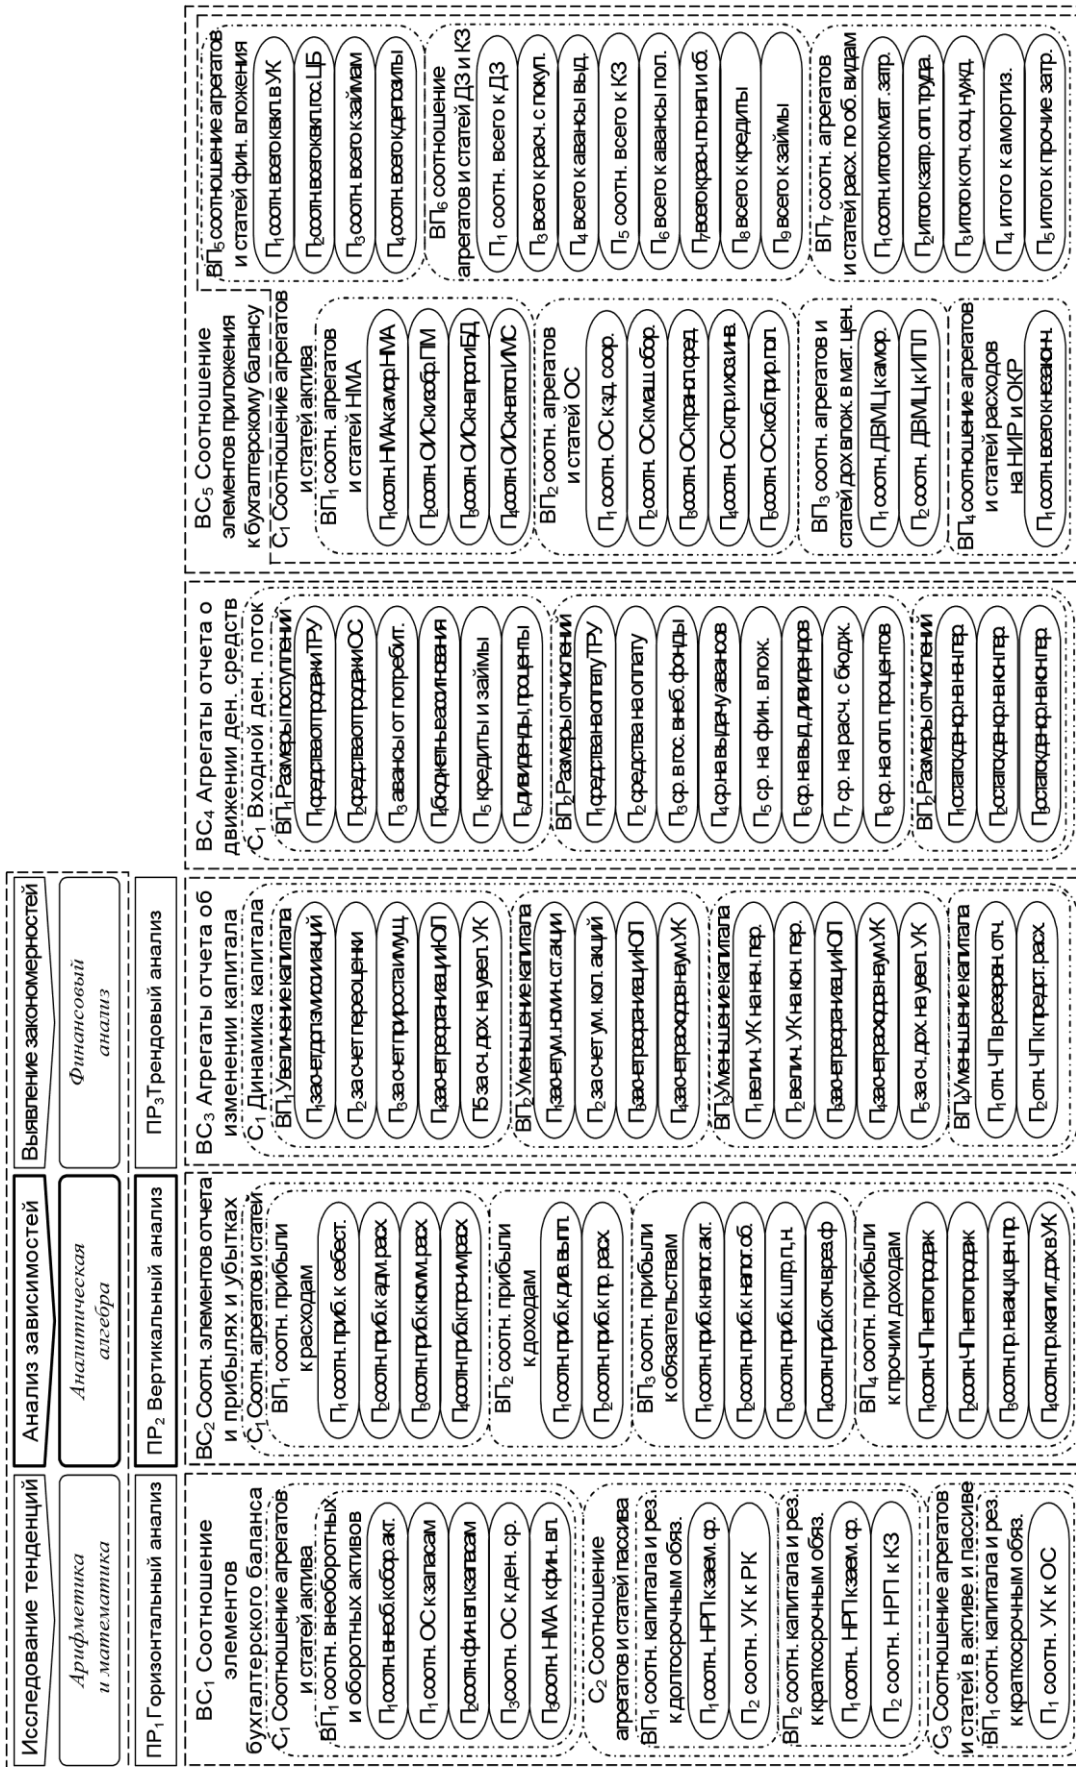 Исследование тенденций
Анализ зависимостей
Выявление закономерностей
Арифметика
и математика
Аналитическая
алгебра
Финансовый
анализ
ПР1 Горизонтальный анализ
ПР2 Вертикальный анализ
ПР3 Трендовый анализ
ВС1 Соотношение
элементов
бухгалтерского баланса
С1 Соотношение агрегатов
и статей актива
ВП1 соотн. внеоборотных
и оборотных активов
П1 соотн. внеоб. к обор. акт.
П1 соотн. ОС к запасам
П2 соотн. фин. вл. к запасам
П3 соотн. ОС к ден. ср.
П3 соотн. НМА к фин. вл.
С2 Соотношение
агрегатов и статей пассива
ВП1 соотн. капитала и рез.
к долгосрочным обяз.
П1 соотн. НРП к заем. ср.
П2 соотн. УК к РК
ВП2 соотн. капитала и рез.
к краткосрочным обяз.
П1 соотн. НРП к заем. ср.
П2 соотн. НРП к КЗ
С3 Соотношение агрегатов
и статей в активе и пассиве
ВП1 соотн. капитала и рез.
к краткосрочным обяз.
П1 соотн. УК к ОС
ВС2 Соотн. элементов отчета
и прибылях и убытках
С1 Соотн. агрегатов и статей
ВП1 соотн. прибыли
к расходам
П1 соотн. приб. к себест.
П2 соотн. приб. к адм. расх.
П3 соотн. приб. к комм. расх
П4 соотн. приб. к прочим расх
ВП2 соотн. прибыли
к доходам
П1 соотн. приб. к див. вып.
П2 соотн. приб. к пр. расх.
ВП3 соотн. прибыли
к обязательствам
П1 соотн. приб. к налог. акт.
П2 соотн. приб. к налог. об.
П3 соотн. приб. к штр., п., н.
П4 соотн. приб. к отч. в рез. ф
ВП4 соотн. прибыли
к прочим доходам
П1 соотн. ЧП нетто продаж
П2 соотн. ЧП нетто продаж
П3 соотн. пр. на акц. к цен. пр.
П4 соотн. пр. к капит. дох. в УК
ВС3 Агрегаты отчета об
изменении капитала
С1 Динамика капитала
ВП1 Увеличение капитала
П1 за счет доп. эмиссии акций
П2 за счет переоценки
П3 за счет прироста имущ.
П4 за счет реорганизации ЮЛ
П5 за сч. дох. на увел. УК
ВП2 Уменьшение капитала
П1 за счет ум. номин. ст. акции
П2 за счет ум. кол. акций
П3 за счет реорганизации ЮЛ
П4 за счет расходов на ум. УК
ВП3 Уменьшение капитала
П1 велич. УК на нач. пер.
П2 велич. УК на кон. пер.
П3 за счет реорганизации ЮЛ
П4 за счет расходов на ум. УК
П5 за сч. дох. на увел. УК
ВП4 Уменьшение капитала
П1 отн. ЧП в резервн. отч.
П2 отн. ЧП к предст. расх.
ВС4 Агрегаты отчета о
движении ден. средств
С1 Входной ден. поток
ВП1 Размеры поступлений
П1 средства от продажи ТРУ
П2 средства от продажи ОС
П3 авансы от потребит.
П4 бюджетные ассигнования
П5 кредиты и займы
П6 дивиденды, проценты
ВП2 Размеры отчислений
П1 средства на оплату ТРУ
П2 средства на оплату
П3 ср. в гос. внеб. фонды
П4 ср. на выдачу авансов
П5 ср. на фин. влож.
П6 ср. на выд. дивидендов
П7 ср. на расч. с бюдж.
П8 ср. на опл. процентов
ВП2 Размеры отчислений
П1 остаток ден. ср. на нач. пер.
П2 остаток ден. ср. на кон. пер.
П3 остаток ден. ср. на кон. пер.
ВС5 Соотношение
элементов приложения
к бухгалтерскому балансу
С1 Соотношение агрегатов
и статей актива
ВП1 соотн. агрегатов
и статей НМА
П1 соотн. НМА к амор. НМА
П2 соотн. ОИС к изобр. ПМ
П3 соотн. ОИС к на прогр. и БД
П4 соотн. ОИС к на топ. ИМС
ВП2 соотн. агрегатов
и статей ОС
П1 соотн. ОС к зд. соор.
П2 соотн. ОС к маш. обор.
П3 соотн. ОС к трансп. сред.
П4 соотн. ОС к пр. и хоз. инв.
П5 соотн. ОС к об. прир. пол.
ВП3 соотн. агрегатов и
статей дох влож. в мат. цен.
П1 соотн. ДВМЦ к амор.
П2 соотн. ДВМЦ к ИПЛ
ВП4 соотношение агрегатов
и статей расходов
на НИР и ОКР
П1 соотн. всего к незаконч.
ВП5 соотношение агрегатов
и статей фин. вложения
П1 соотн. всего к вкл. в УК
П2 соотн. всего к вкл. гос. ЦБ
П3 соотн. всего к займам
П4 соотн. всего к депозиты
ВП6 соотношение
агрегатов и статей ДЗ и КЗ
П1 соотн. всего к ДЗ
П3 всего к расч. с покуп.
П4 всего к авансы выд.
П5 соотн. всего к КЗ
П6 всего к авансы пол.
П7 всего к расч. по нал. и сб.
П8 всего к кредиты
П9 всего к займы
ВП7 соотн. агрегатов
и статей расх. по об. видам
П1 соотн. итого к мат. затр.
П2 итого к затр. опл. труда
П3 итого к отч. соц. нужд.
П4 итого к амортиз.
П5 итого к прочие затр.